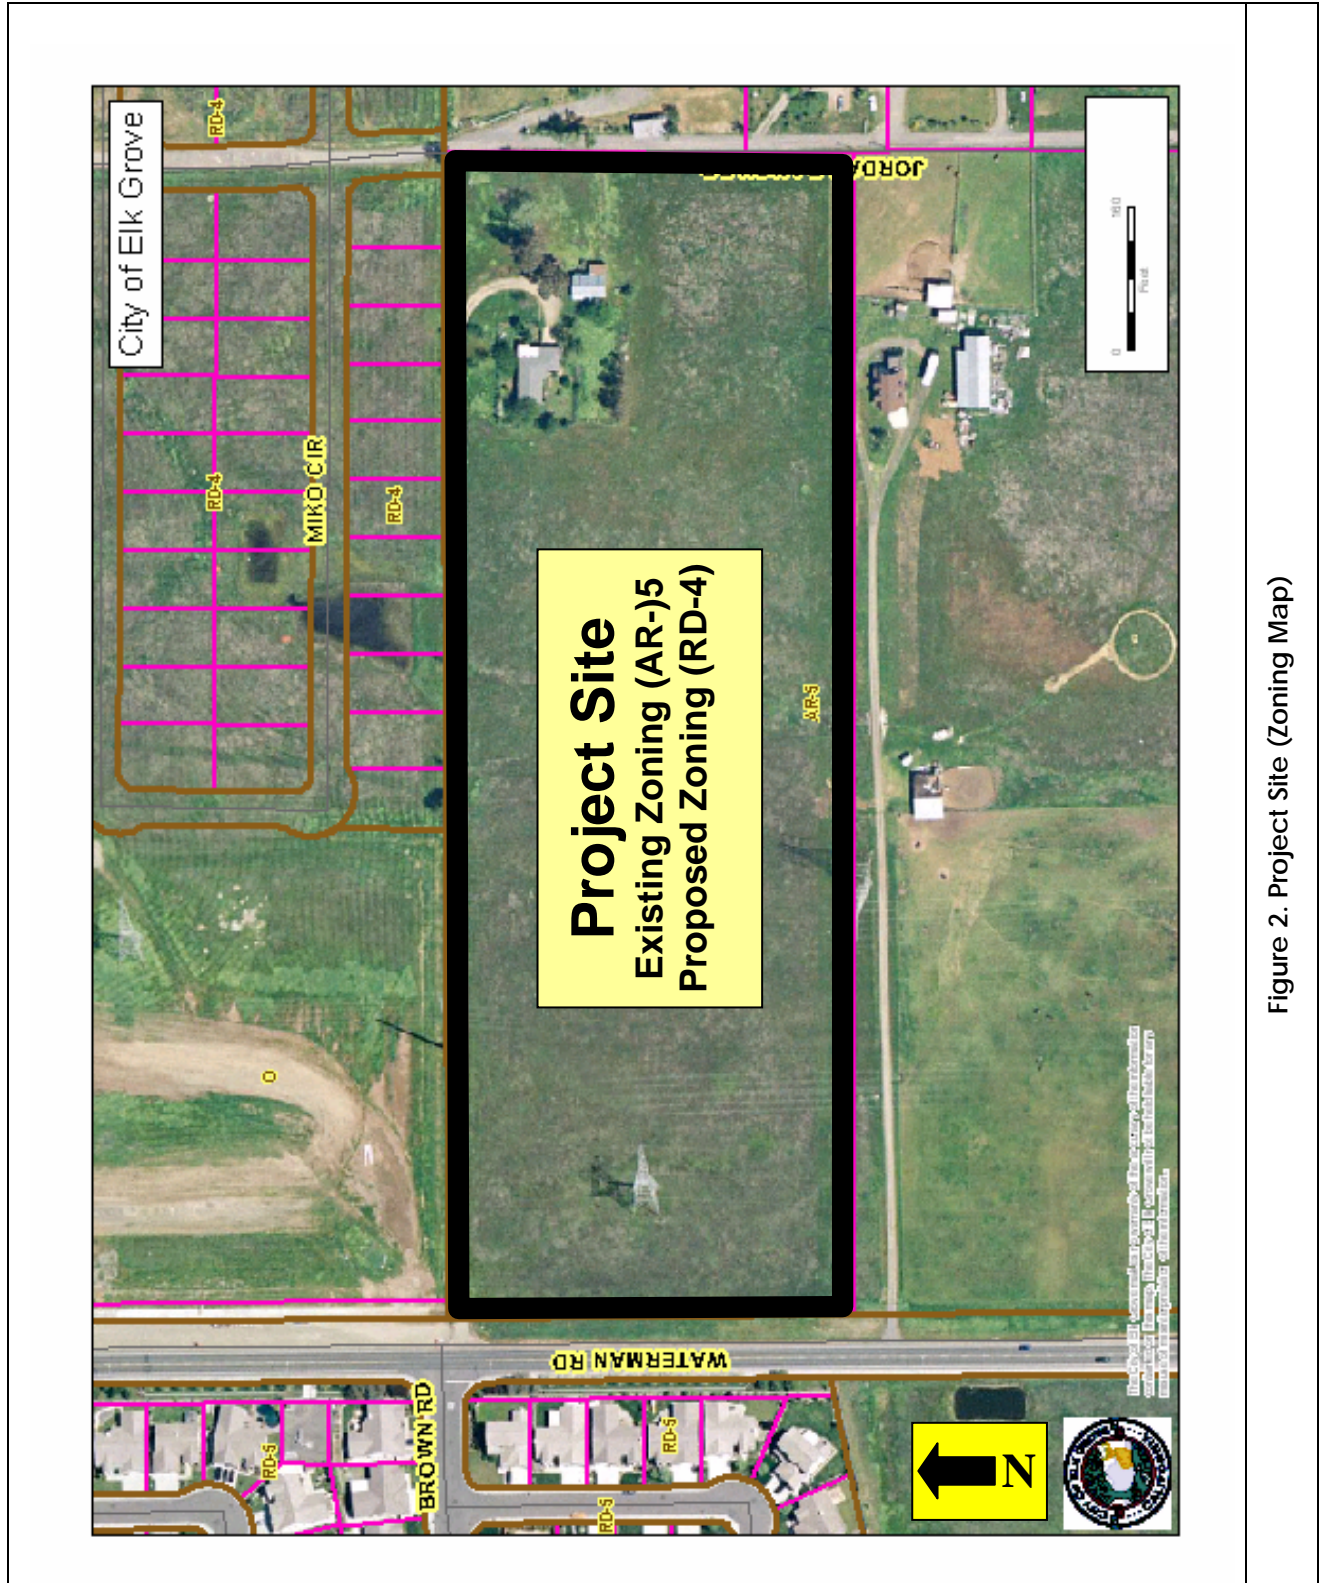 City of Elk Grove
RD-4
RD-4
MIKO CIR
RD-4
JORDA
0
160
Feet
Project Site
Existing Zoning (AR-)5
Proposed Zoning (RD-4)
AR-5
O
WATERMAN RD
BROWN RD
RD-5
RD-5
RD-5
N
Figure 2. Project Site (Zoning Map)